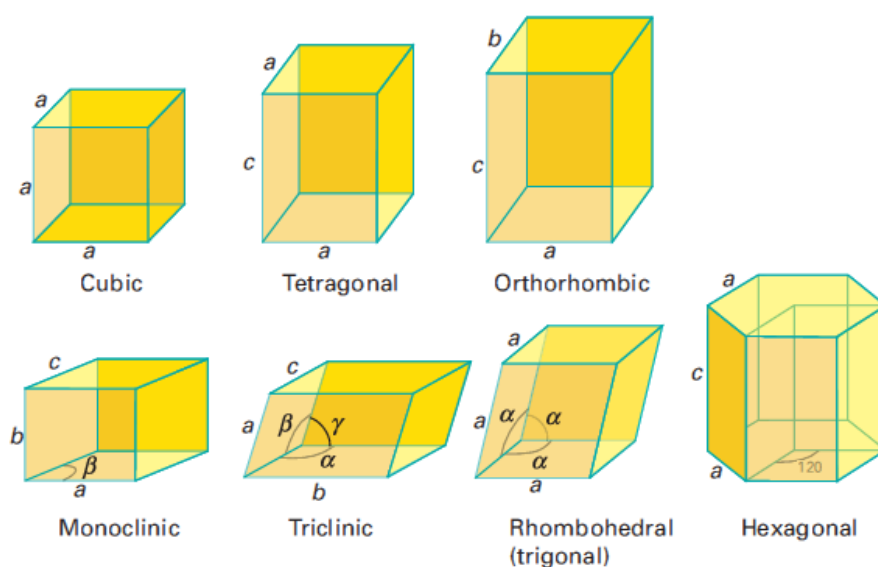 a
a
a
Cubic
a
c
a
Tetragonal
b
c
a
Orthorhombic
c
b
β
a
Monoclinic
c
a
β
γ
α
b
Triclinic
a
a
α
α
α
a
Rhombohedral
(trigonal)
a
c
a
120
Hexagonal